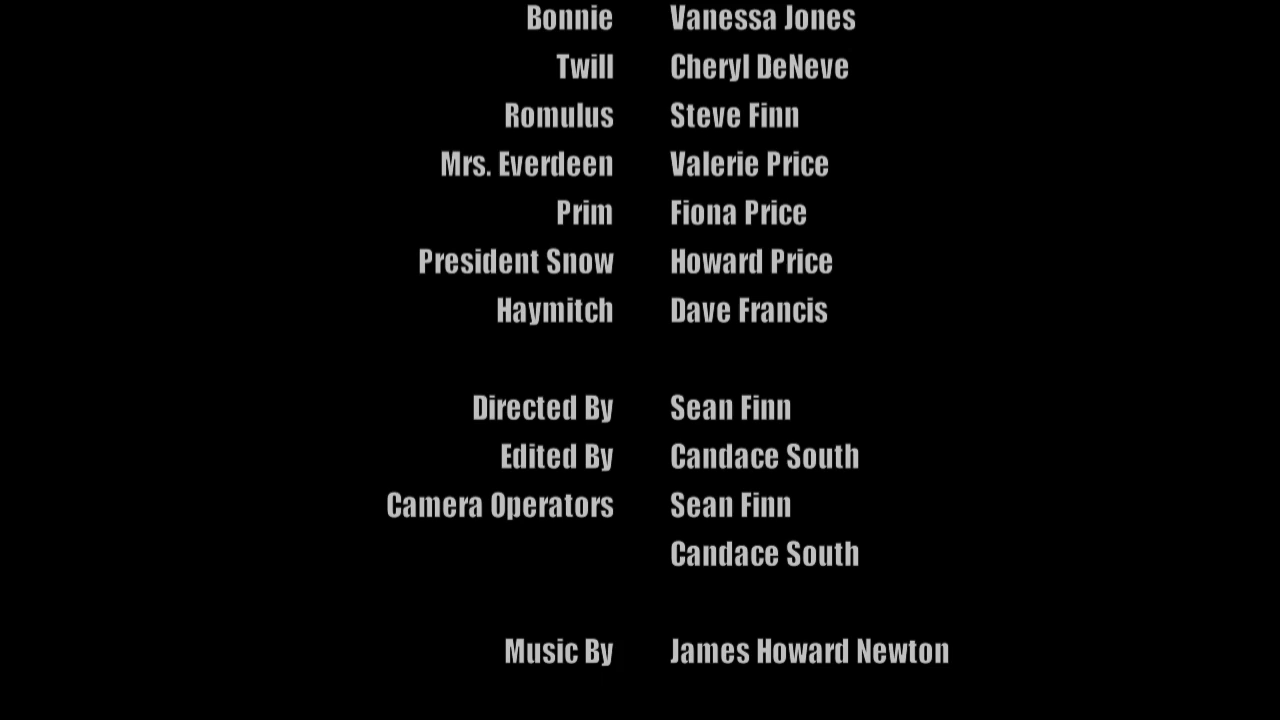 Bonnie Vanessa Jones
Twill Cheryl DeNeve
Romulus Steve Finn
Mrs. Everdeen Valerie Price
Prim Fiona Price
President Snow Howard Price
Haymitch Dave Francis
Directed By Sean Finn
Edited By Candace South
Camera Operators Sean Finn
Candace South
Music By James Howard Newton